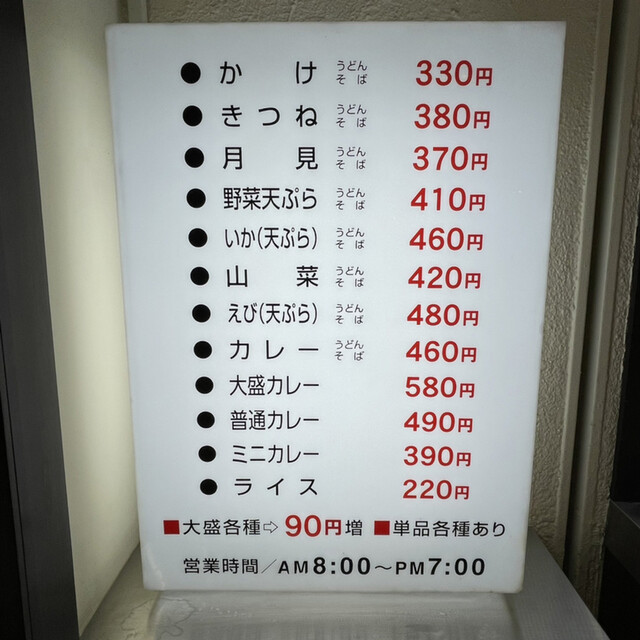 ● かけ うどん そば 330円
● きつね うどん そば 380円
● 月見 うどん そば 370円
● 野菜天ぷら うどん そば 410円
● いか(天ぷら) うどん そば 460円
● 山菜 うどん そば 420円
● えび(天ぷら) うどん そば 480円
● カレー うどん そば 460円
● 大盛カレー 580円
● 普通カレー 490円
● ミニカレー 390円
● ライス 220円
■大盛各種⇨90円増 ■単品各種あり
営業時間/AM8:00〜PM7:00